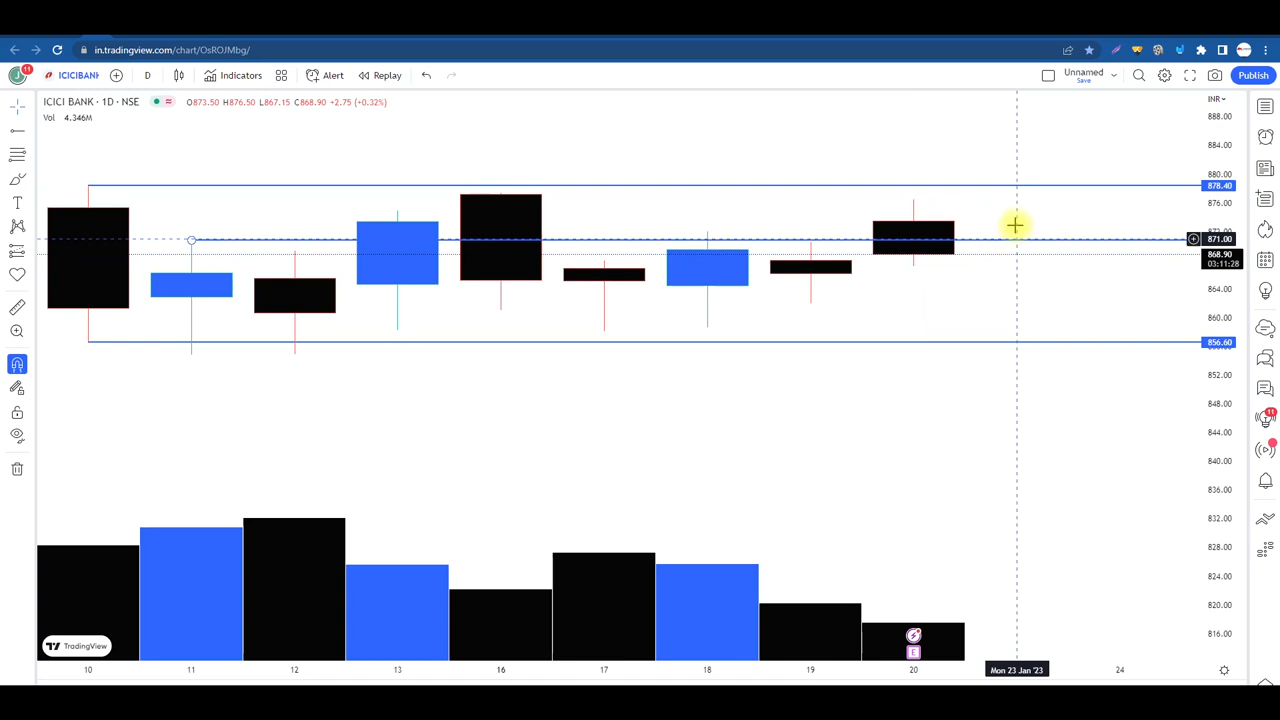 in.tradingview.com/chart/OsROJMbg/
J 11 ICICIBANK D Indicators Alert Replay Unnamed Save Publish
ICICI BANK · 1D · NSE O873.50 H876.50 L867.15 C868.90 +2.75 (+0.32%)
INR
Vol 4.346M
888.00
884.00
880.00
878.40
876.00
871.00
868.90
03:11:28
864.00
860.00
856.60
852.00
848.00
844.00
840.00
11
836.00
832.00
828.00
824.00
820.00
816.00
E
TradingView
10 11 12 13 16 17 18 19 20 Mon 23 Jan '23 24